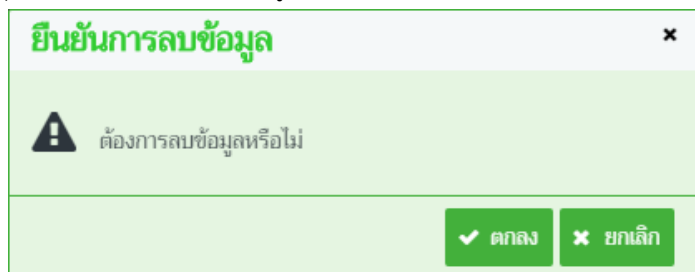 ยืนยันการลบข้อมูล
ต้องการลบข้อมูลหรือไม่
ตกลง ยกเลิก